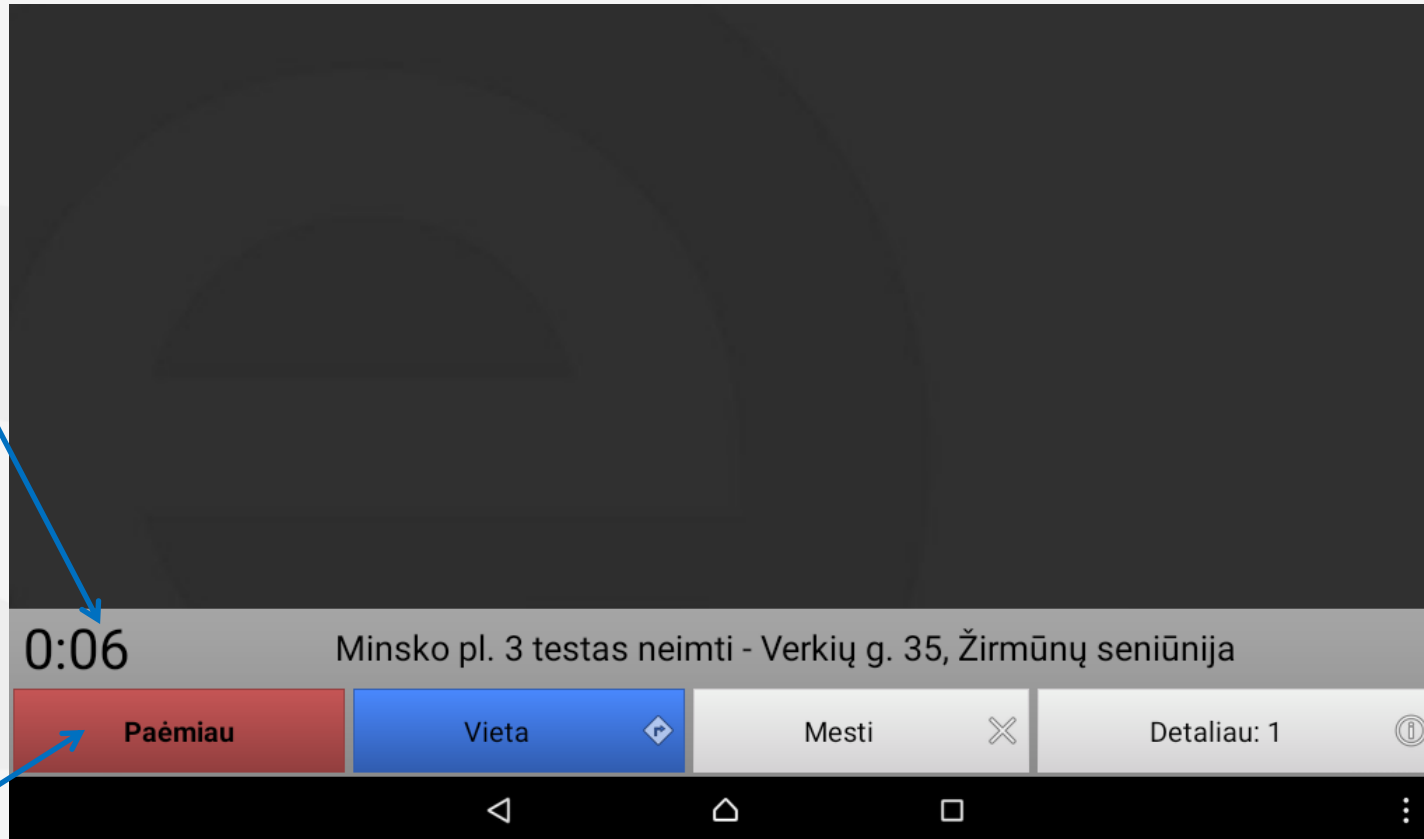 0:06
Minsko pl. 3 testas neimti - Verkių g. 35, Žirmūnų seniūnija
Paėmiau
Vieta
Mesti
Detaliau: 1